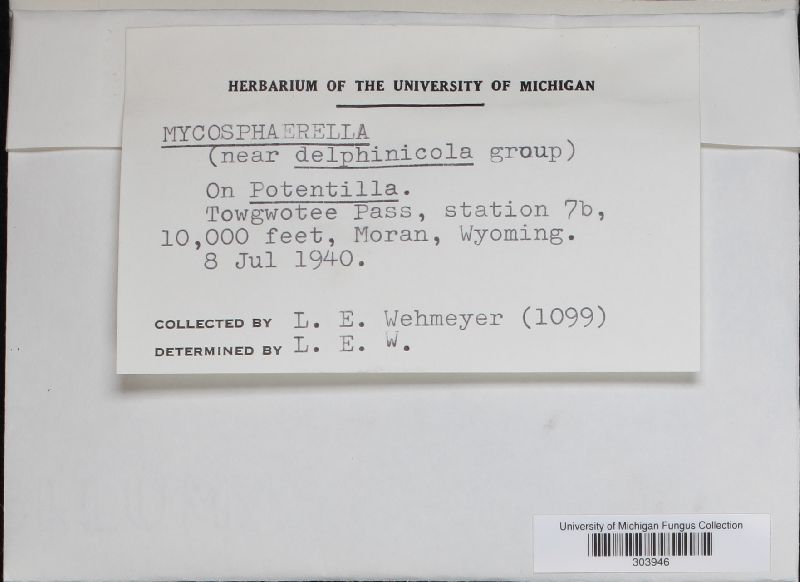 HERBARIUM OF THE UNIVERSITY OF MICHIGAN
MYCOSPHAERELLA
(near delphinicola group)
On Potentilla.
Towgwotee Pass, station 7b,
10,000 feet, Moran, Wyoming.
8 Jul 1940.
COLLECTED BY L. E. Wehmeyer (1099)
DETERMINED BY L. E. W.
University of Michigan Fungus Collection
303946